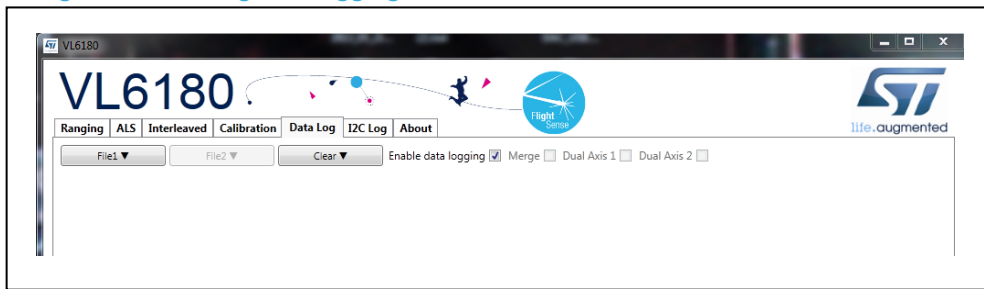 VL6180
VL6180
Flight
Sense
life.augmented
Ranging ALS Interleaved Calibration Data Log I2C Log About
File1 ▼ File2 ▼ Clear ▼ Enable data logging Merge Dual Axis 1 Dual Axis 2